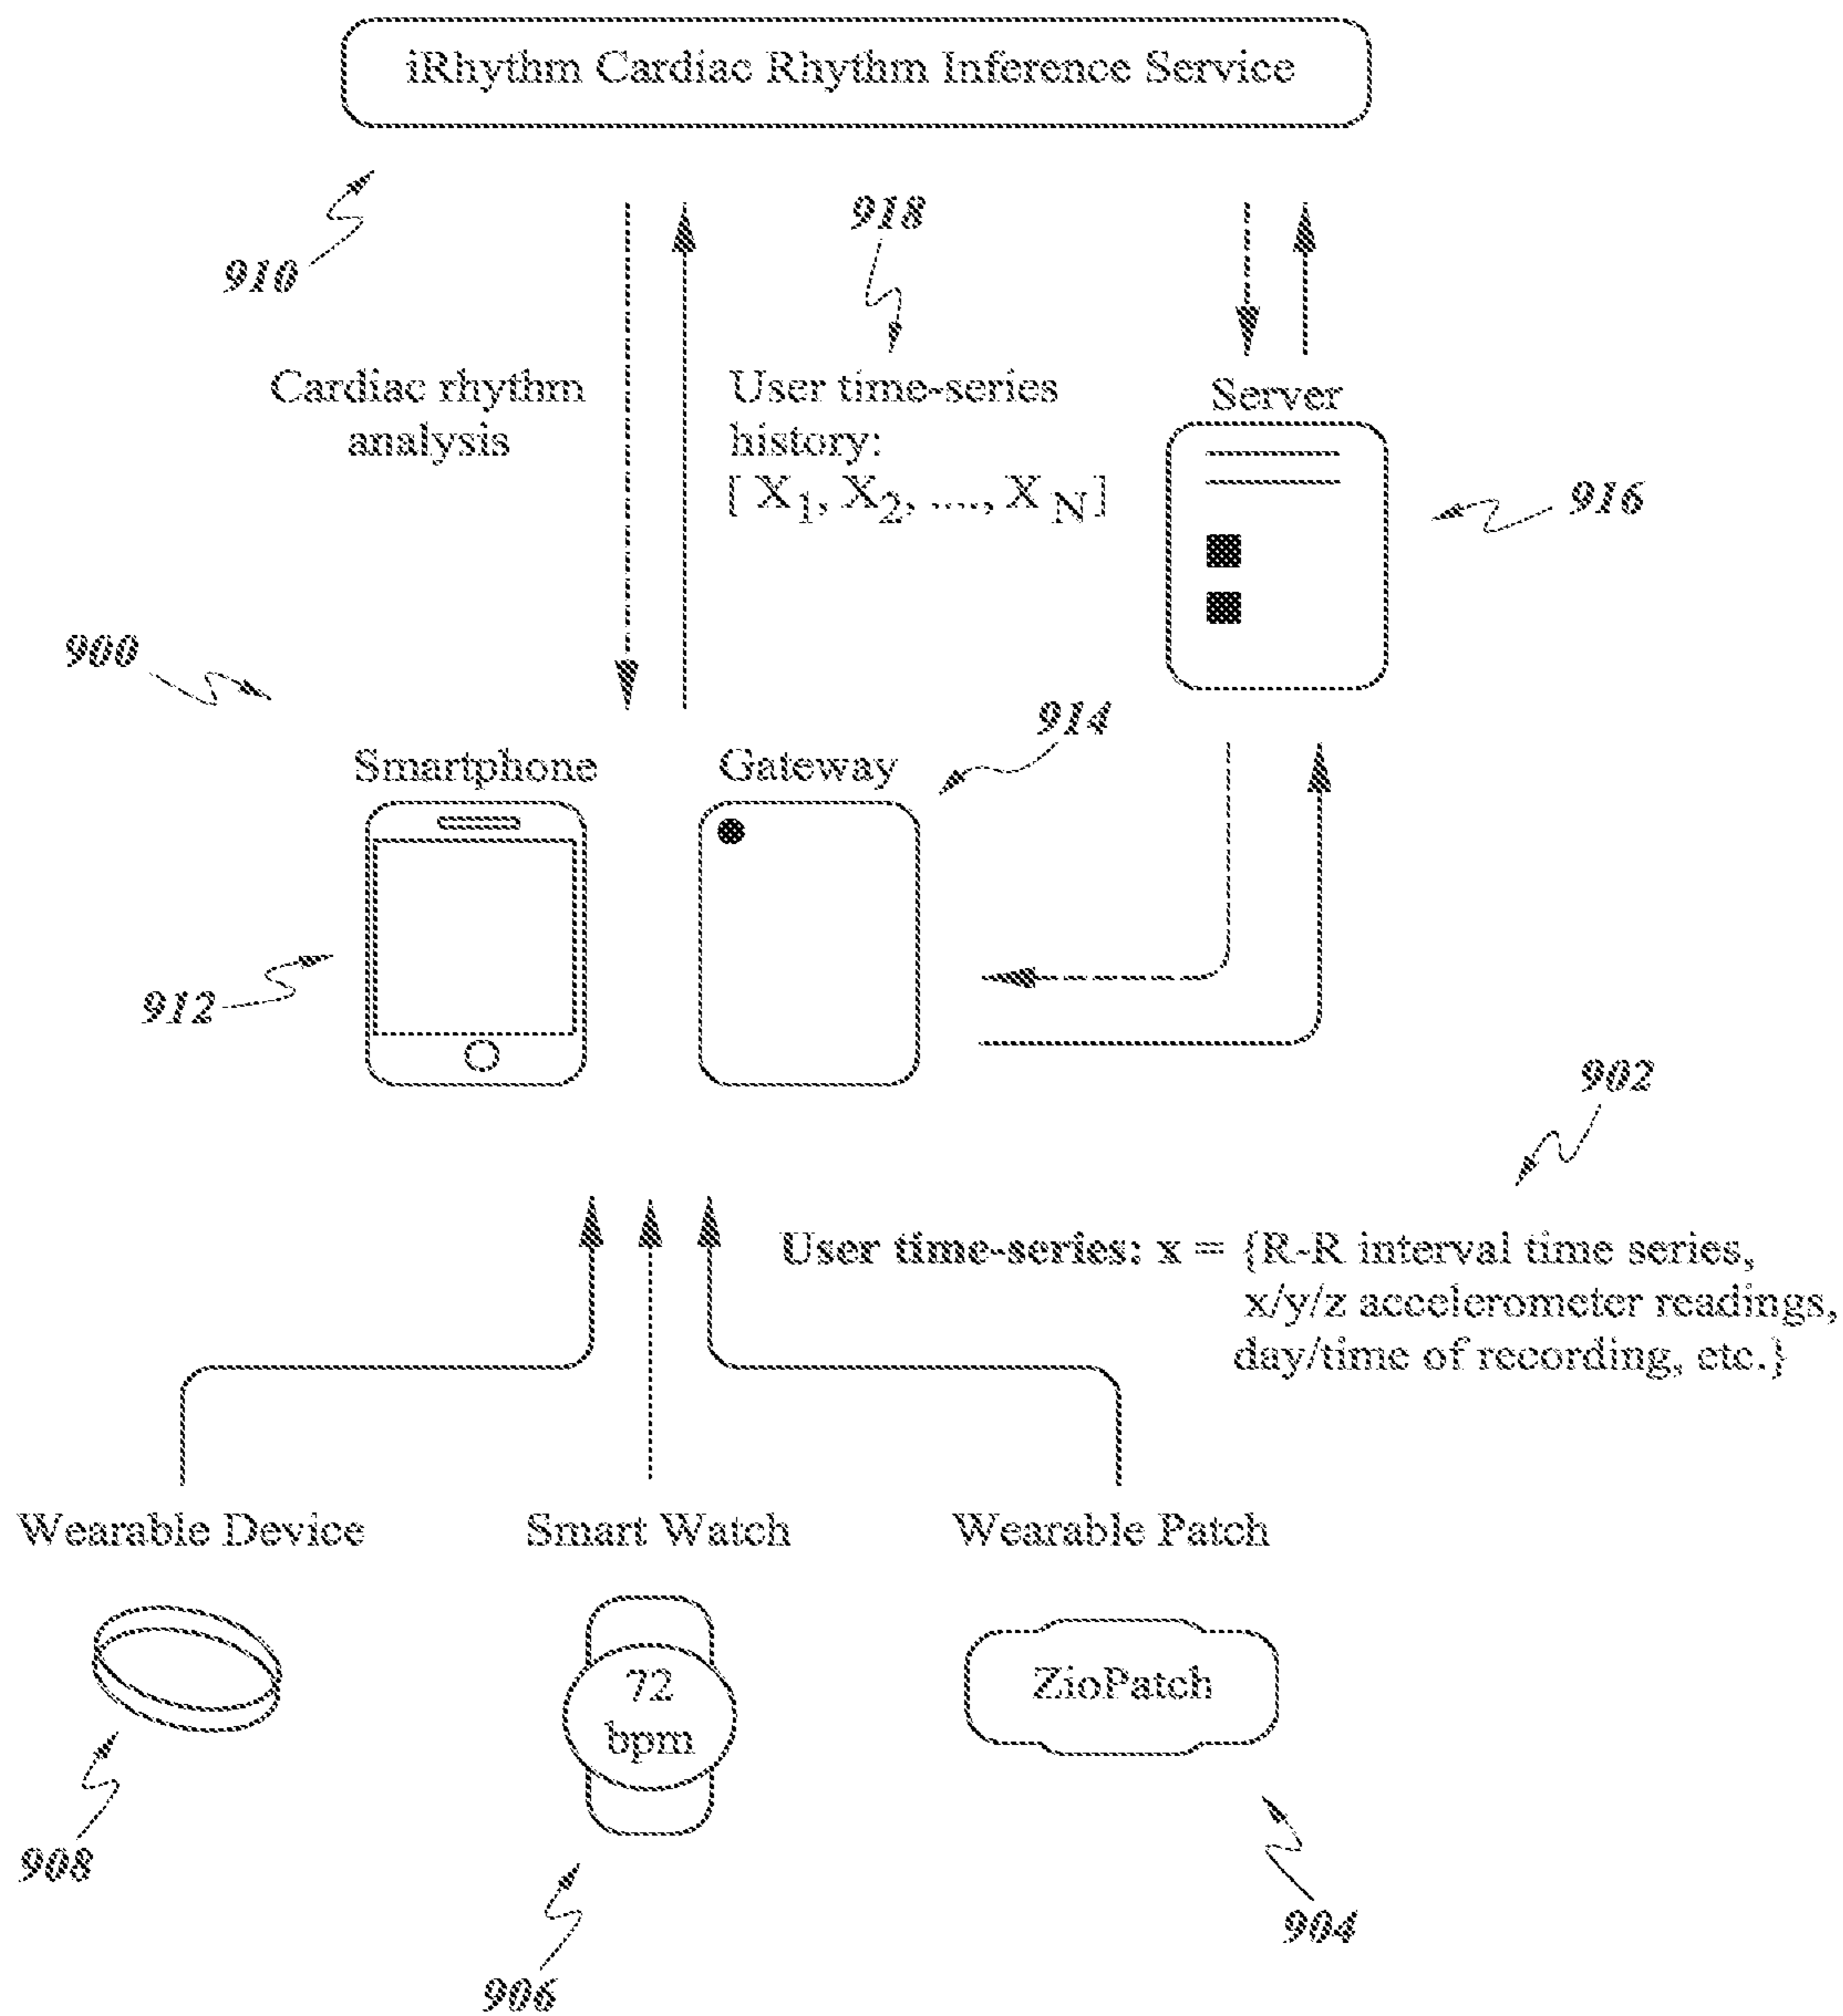 iRhythm Cardiac Rhythm Inference Service
910
918
Cardiac rhythm
analysis
User time-series
history:
[ X1, X2, ...., X N ]
Server
916
900
914
Smartphone
Gateway
912
902
User time-series: x = {R-R interval time series,
x/y/z accelerometer readings,
day/time of recording, etc.}
Wearable Device
Smart Watch
Wearable Patch
72
bpm
ZioPatch
908
906
904